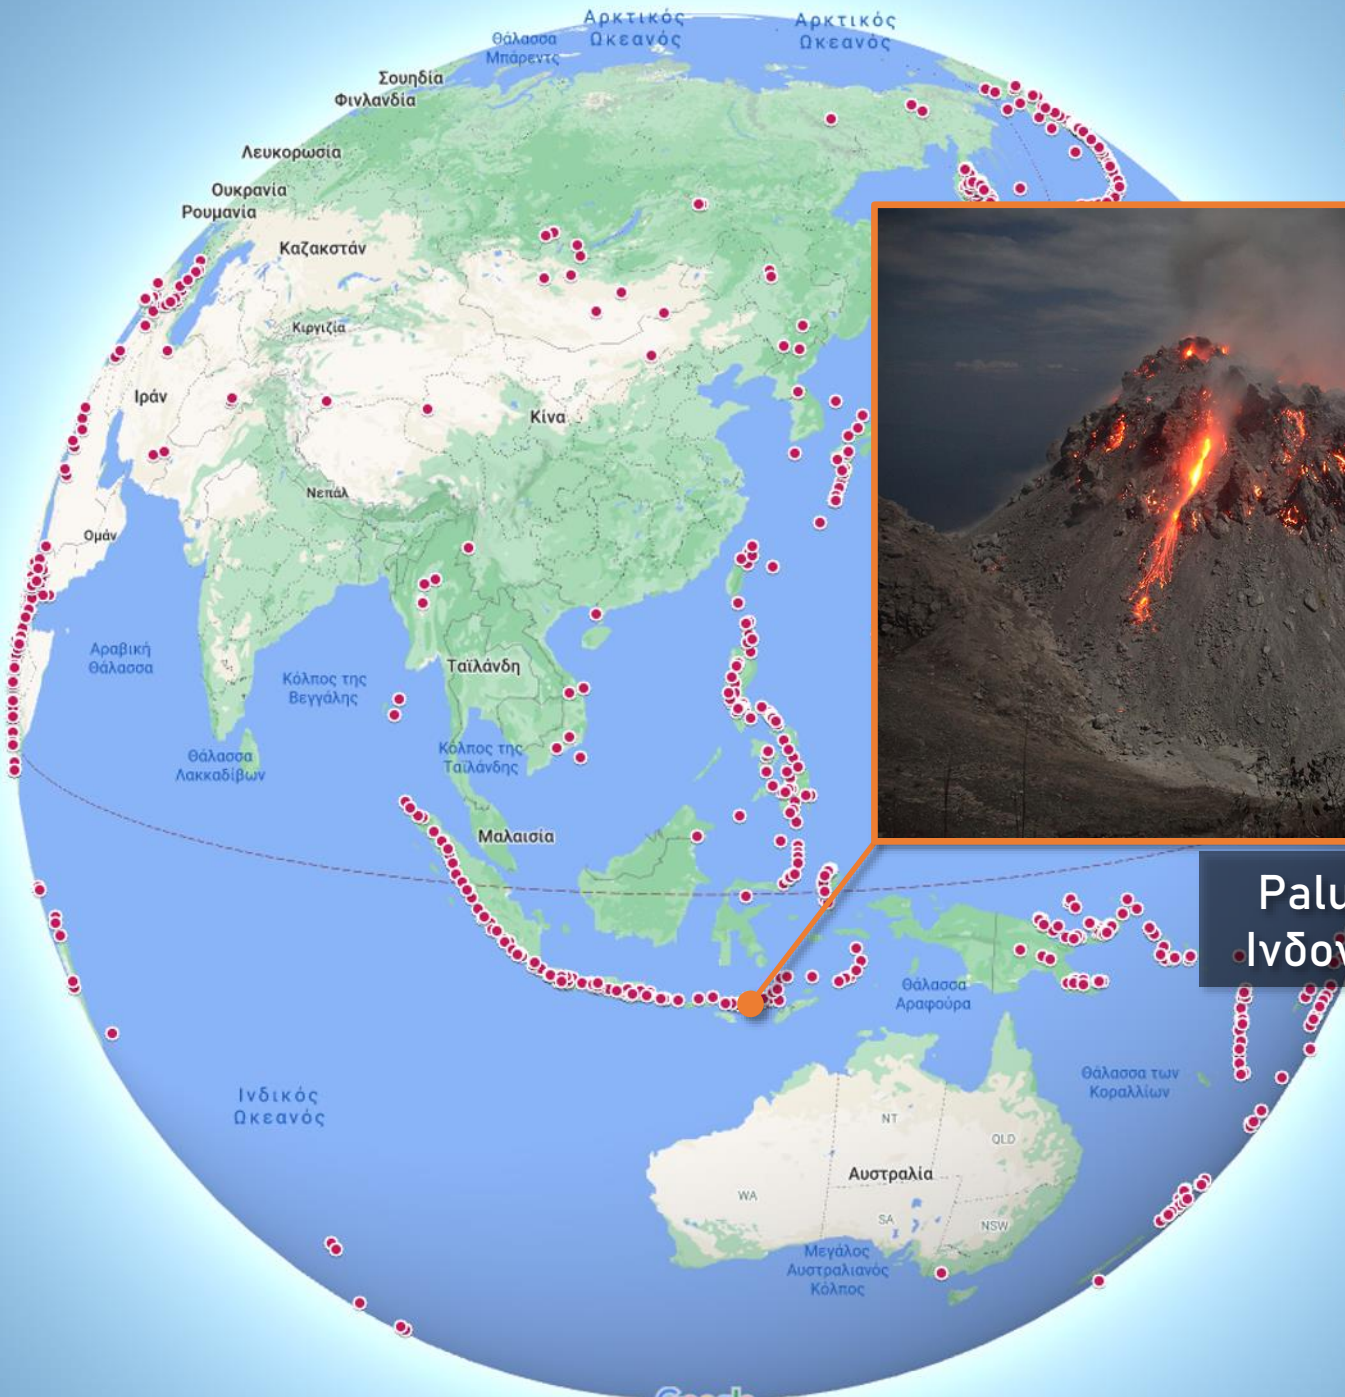 Αρκτικός
Ωκεανός
Αρκτικός
Ωκεανός
Θάλασσα
Μπάρεντς
Σουηδία
Φινλανδία
Λευκορωσία
Ουκρανία
Ρουμανία
Καζακστάν
Κιργιζία
Ιράν
Κίνα
Νεπάλ
Ομάν
Αραβική
Θάλασσα
Κόλπος της
Βεγγάλης
Ταϊλάνδη
Θάλασσα
Λακκαδίβων
Κόλπος της
Ταϊλάνδης
Μαλαισία
Palu
Ινδον
Θάλασσα
Αραφούρα
Θάλασσα των
Κοραλλίων
Ινδικός
Ωκεανός
NT
QLD
Αυστραλία
WA
SA
NSW
Μεγάλος
Αυστραλιανός
Κόλπος